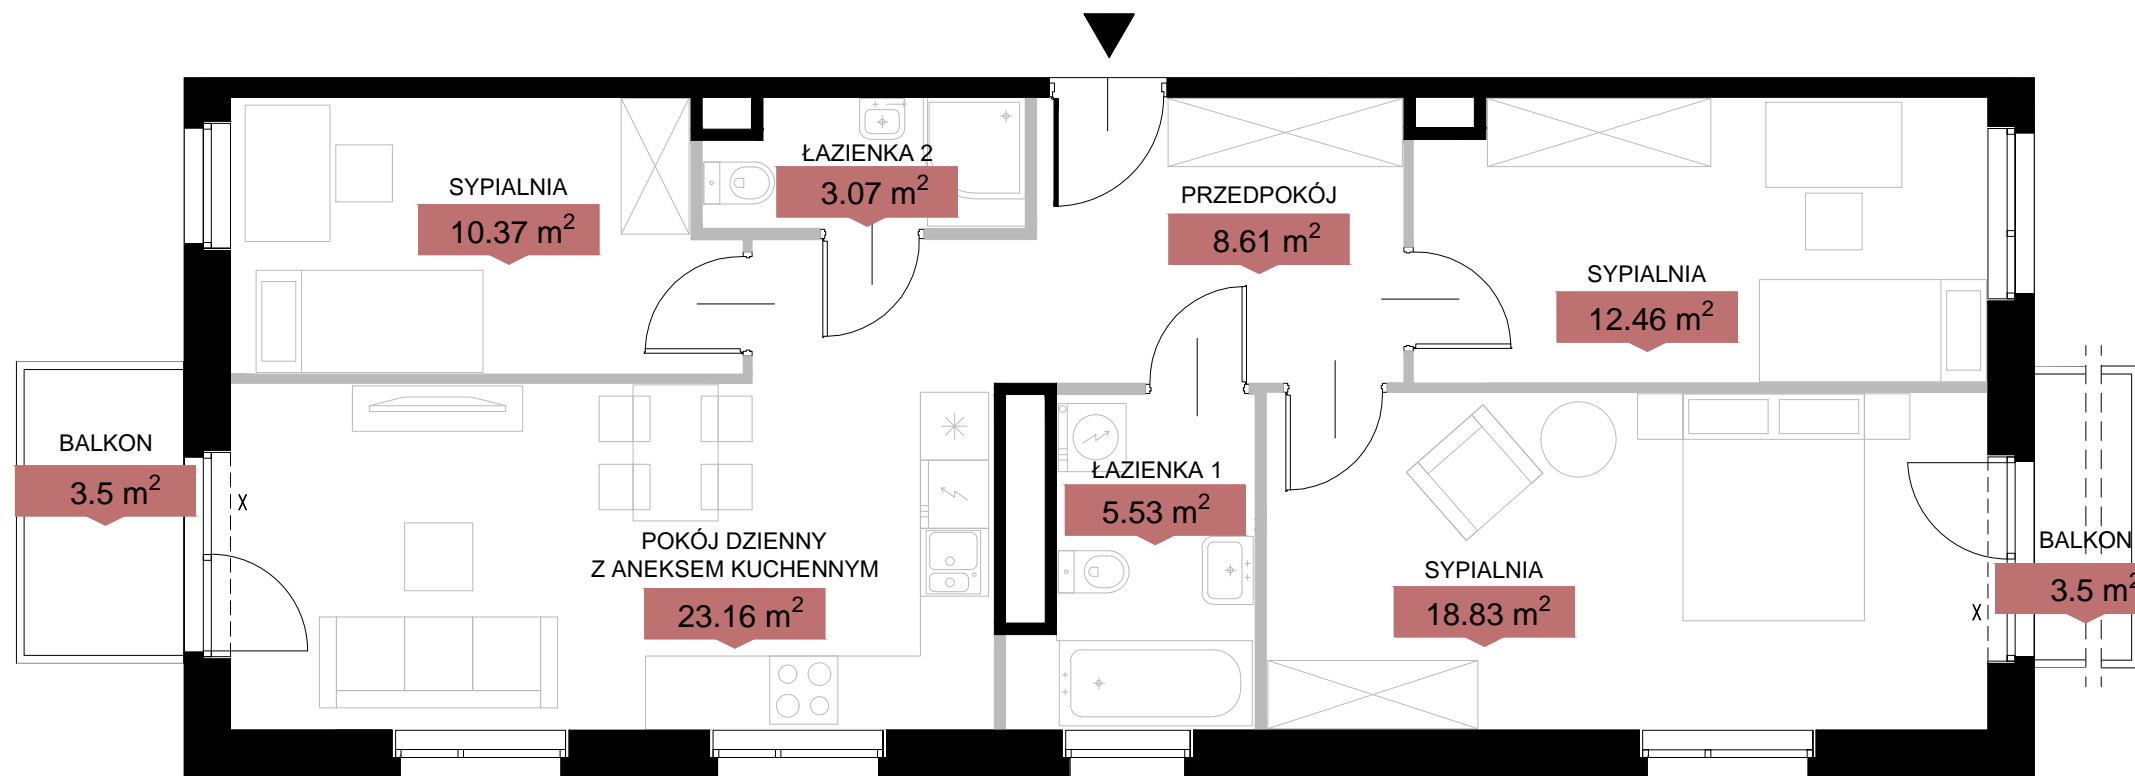 ŁAZIENKA 2
3.07 m²
SYPIALNIA
10.37 m²
PRZEDPOKÓJ
8.61 m²
SYPIALNIA
12.46 m²
BALKON
3.5 m²
ŁAZIENKA 1
5.53 m²
POKÓJ DZIENNY
Z ANEKSEM KUCHENNYM
23.16 m²
SYPIALNIA
18.83 m²
BALKON
3.5 m²
X
X